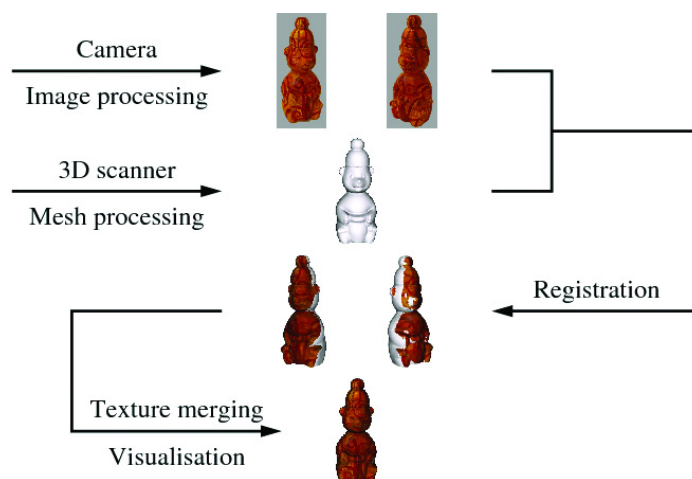 Camera
Image processing
3D scanner
Mesh processing
Registration
Texture merging
Visualisation